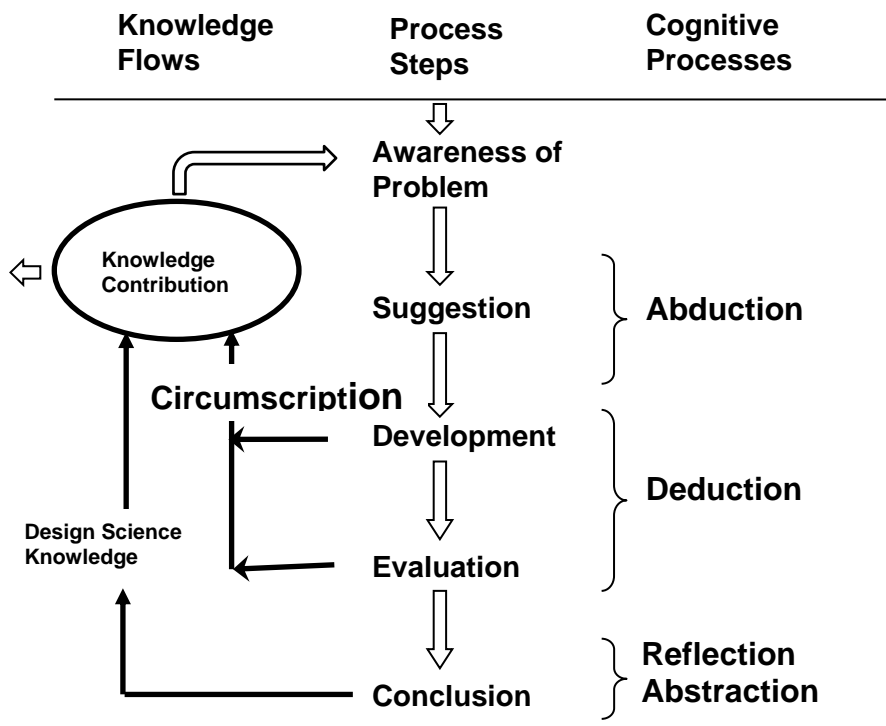 Knowledge
Flows
Process
Steps
Cognitive
Processes
Awareness of
Problem
Knowledge
Contribution
Suggestion
Abduction
Circumscription
Development
Deduction
Design Science
Knowledge
Evaluation
Reflection
Abstraction
Conclusion